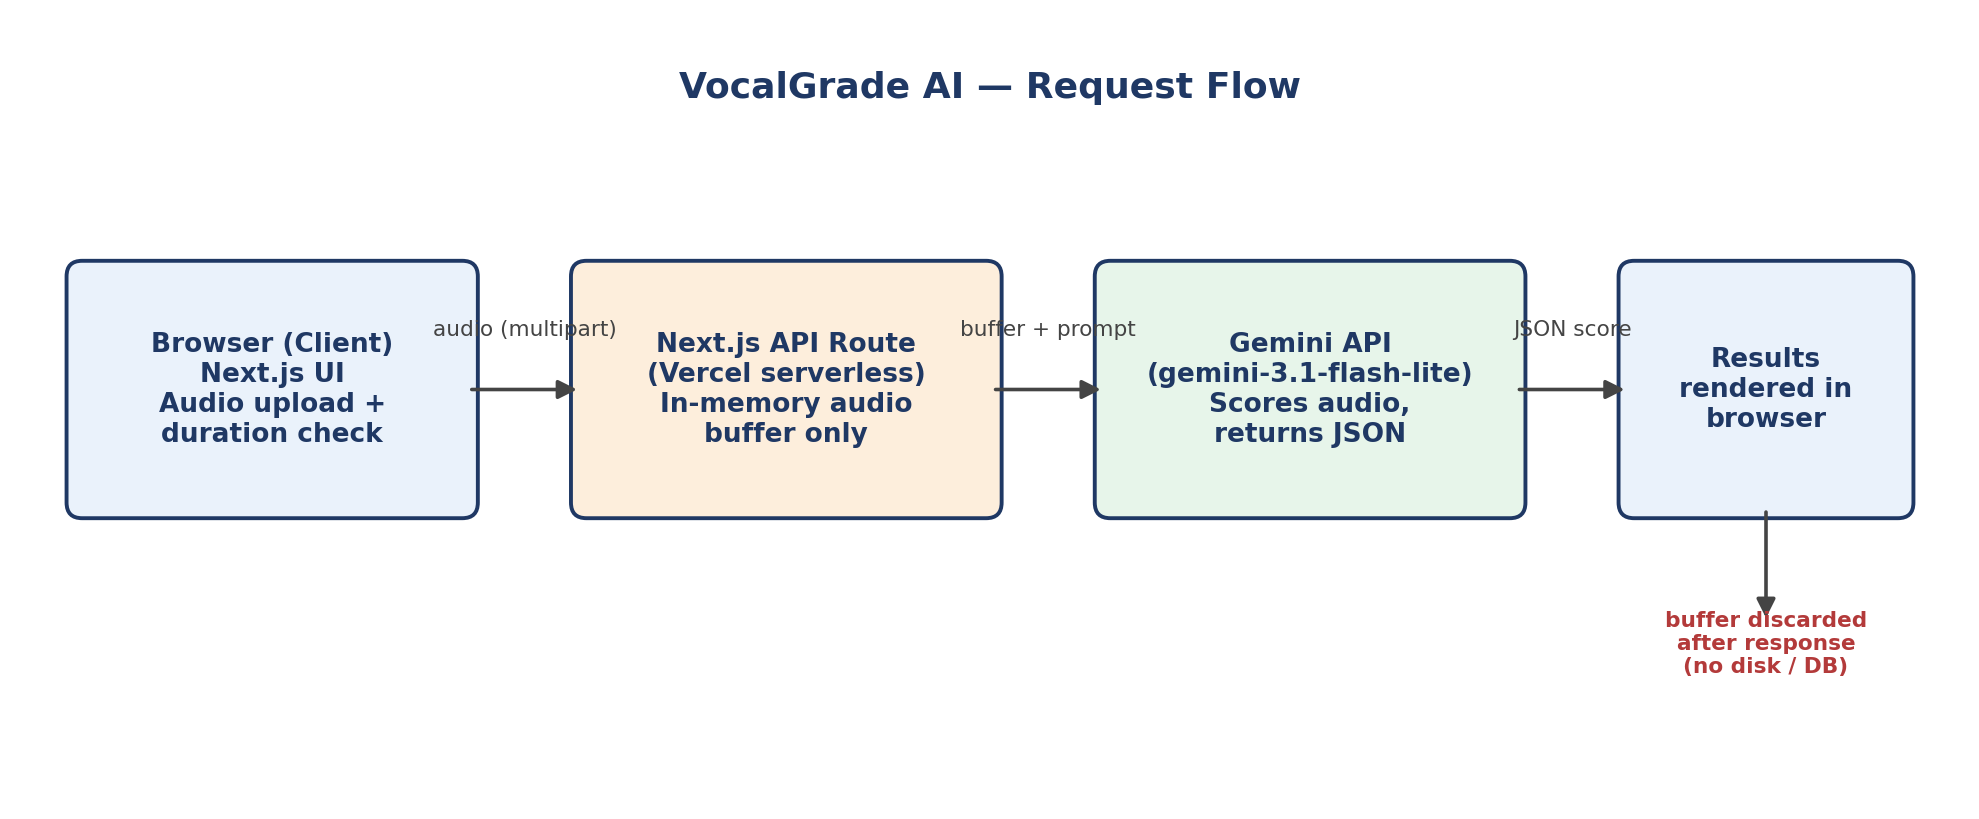 VocalGrade AI — Request Flow
Browser (Client)
Next.js UI
Audio upload +
duration check
audio (multipart)
Next.js API Route
(Vercel serverless)
In-memory audio
buffer only
buffer + prompt
Gemini API
(gemini-3.1-flash-lite)
Scores audio,
returns JSON
JSON score
Results
rendered in
browser
buffer discarded
after response
(no disk / DB)